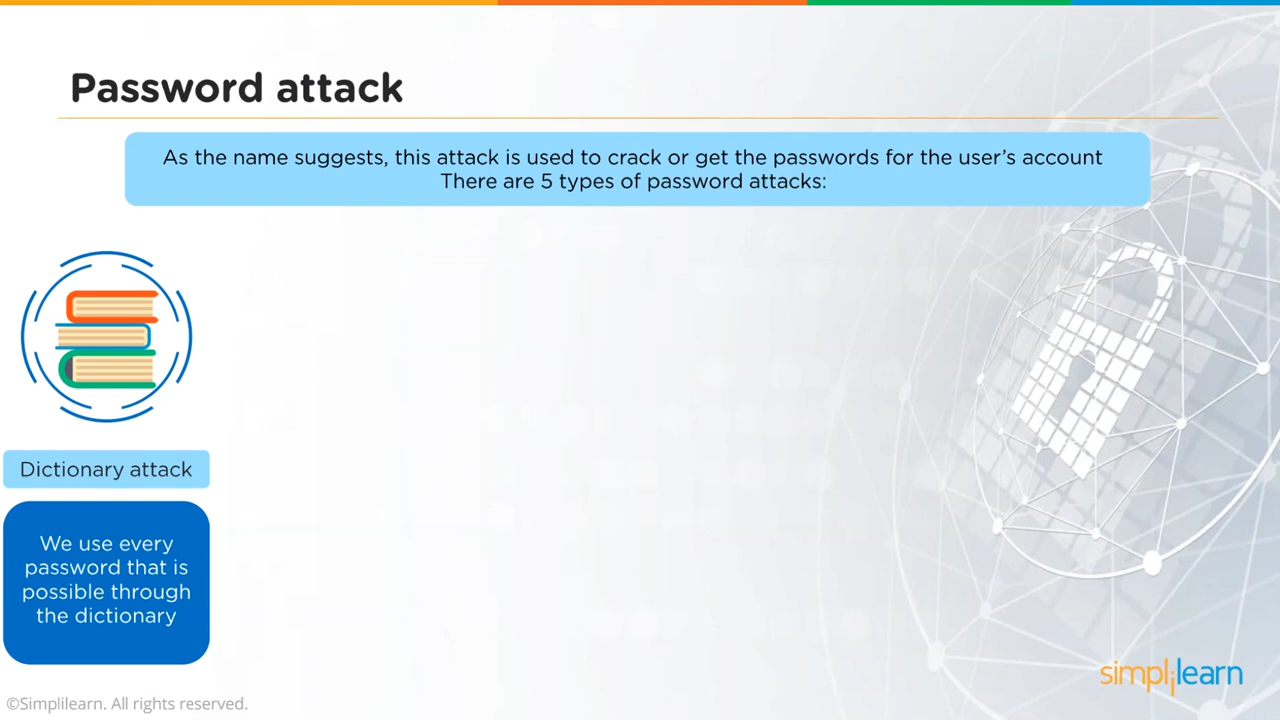 Password attack
As the name suggests, this attack is used to crack or get the passwords for the user’s account
There are 5 types of password attacks:
Dictionary attack
We use every
password that is
possible through
the dictionary
simplilearn
©Simplilearn. All rights reserved.